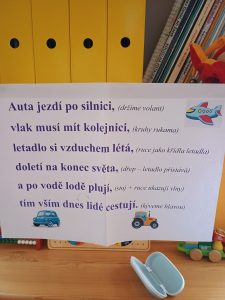 Auta jezdí po silnici, (držíme volant)
vlak musí mít kolejnici, (kruhy rukama)
letadlo si vzduchem létá, (ruce jako křídla letadla)
doletí na konec světa, (dřep - letadlo přistává)
a po vodě lodě plují, (stoj + ruce ukazují vlny)
tím vším dnes lidé cestují. (kýveme hlavou)